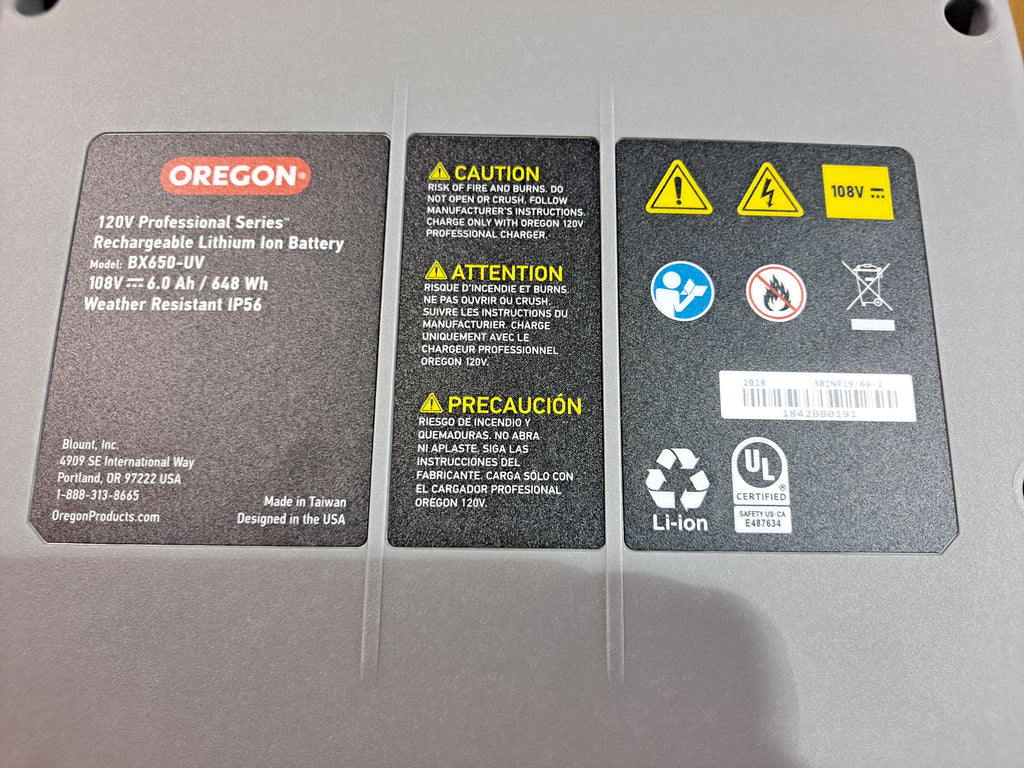 OREGON®
120V Professional Series™
Rechargeable Lithium Ion Battery
Model: BX650-UV
108V ⎓ 6.0 Ah / 648 Wh
Weather Resistant IP56
Blount, Inc.
4909 SE International Way
Portland, OR 97222 USA
1-888-313-8665
OregonProducts.com
Made in Taiwan
Designed in the USA
CAUTION
RISK OF FIRE AND BURNS. DO
NOT OPEN OR CRUSH. FOLLOW
MANUFACTURER'S INSTRUCTIONS.
CHARGE ONLY WITH OREGON 120V
PROFESSIONAL CHARGER.
ATTENTION
RISQUE D'INCENDIE ET BURNS,
NE PAS OUVRIR OU CRUSH.
SUIVRE LES INSTRUCTIONS DU
MANUFACTURIER. CHARGE
UNIQUEMENT AVEC LE
CHARGEUR PROFESSIONNEL
OREGON 120V.
PRECAUCIÓN
RIESGO DE INCENDIO Y
QUEMADURAS. NO ABRA
NI APLASTE, SIGA LAS
INSTRUCCIONES DEL
FABRICANTE. CARGA SÓLO CON
EL CARGADOR PROFESIONAL
OREGON 120V.
108V ⎓
2018 30INR19/66-2
1842BB0191
Li-ion
UL®
CERTIFIED
SAFETY US-CA
E487634